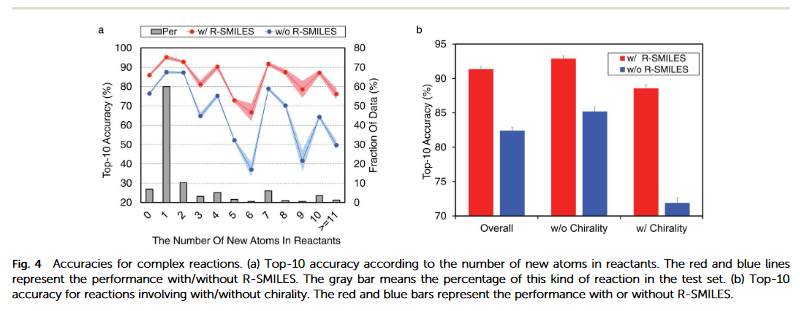 a
Per w/ R-SMILES w/o R-SMILES
100 80
90 70
80 60
70 50
60 40
50 30
40 20
30 10
20 0
Top-10 Accuracy (%)
Fraction Of Data (%)
0 1 2 3 4 5 6 7 8 9 10 >=11
The Number Of New Atoms In Reactants
b
95
90
85
80
75
70
Top-10 Accuracy (%)
w/ R-SMILES
w/o R-SMILES
Overall w/o Chirality w/ Chirality
Fig. 4 Accuracies for complex reactions. (a) Top-10 accuracy according to the number of new atoms in reactants. The red and blue lines
represent the performance with/without R-SMILES. The gray bar means the percentage of this kind of reaction in the test set. (b) Top-10
accuracy for reactions involving with/without chirality. The red and blue bars represent the performance with or without R-SMILES.